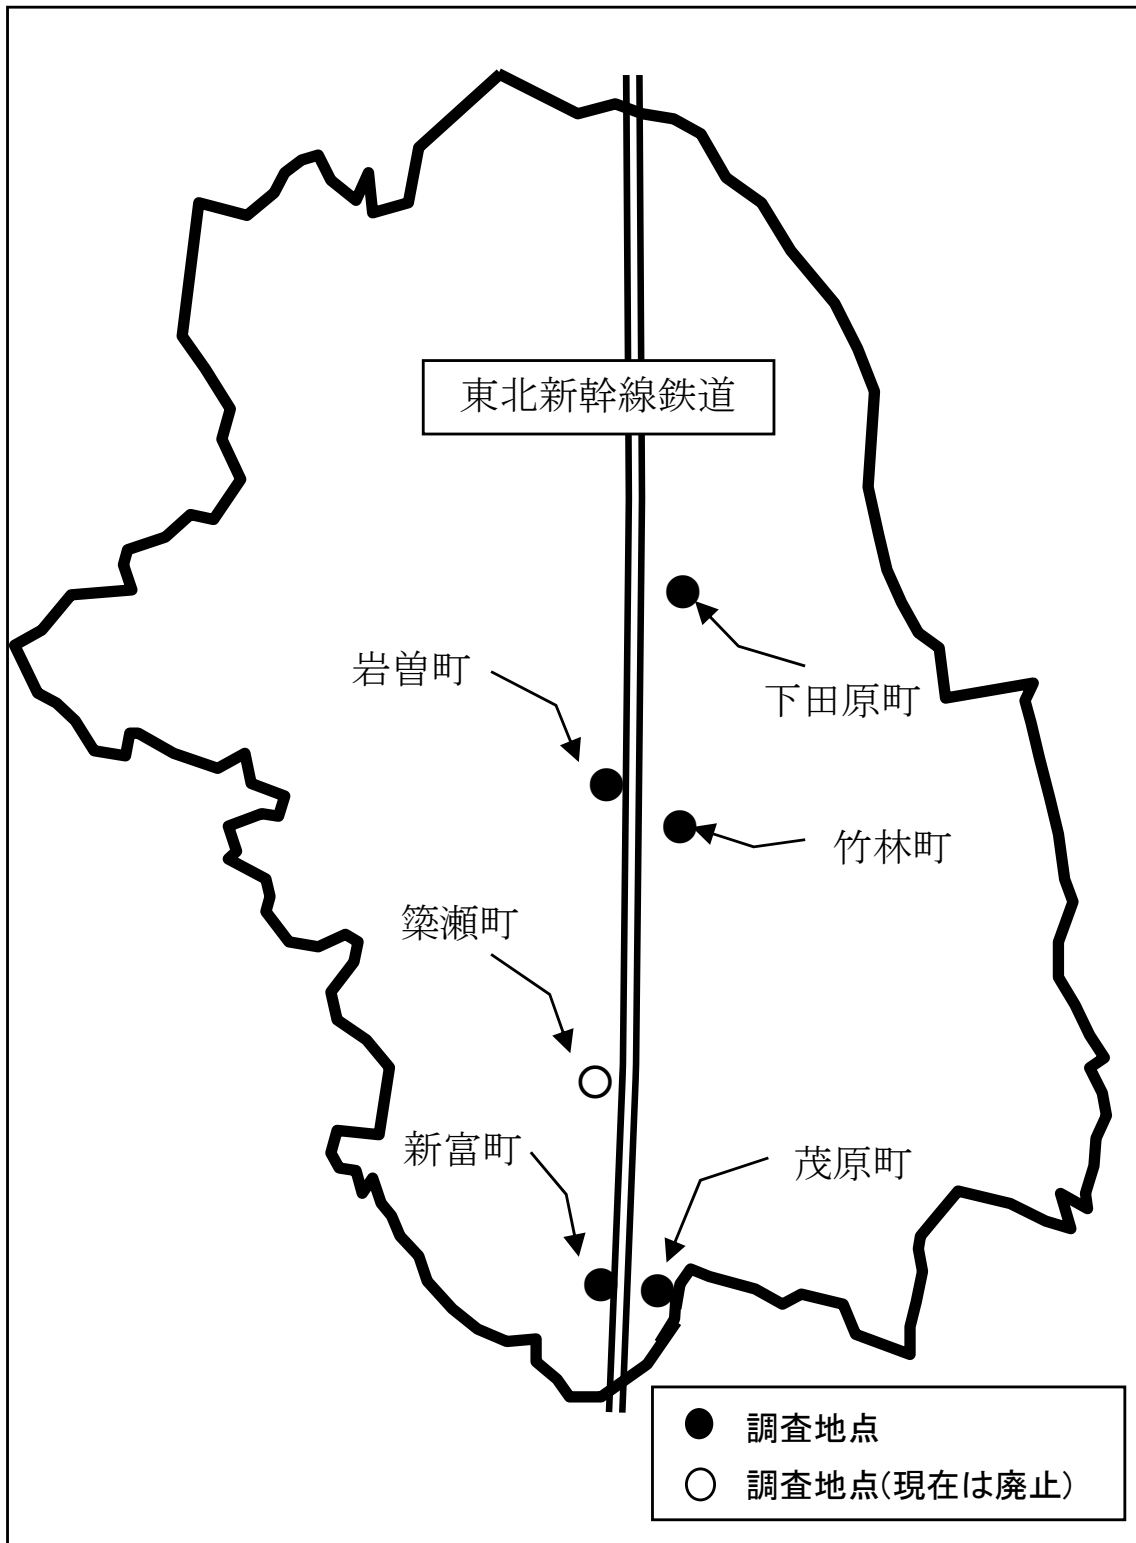 東北新幹線鉄道
岩曽町
下田原町
竹林町
簗瀬町
新富町
茂原町
調査地点
調査地点(現在は廃止)